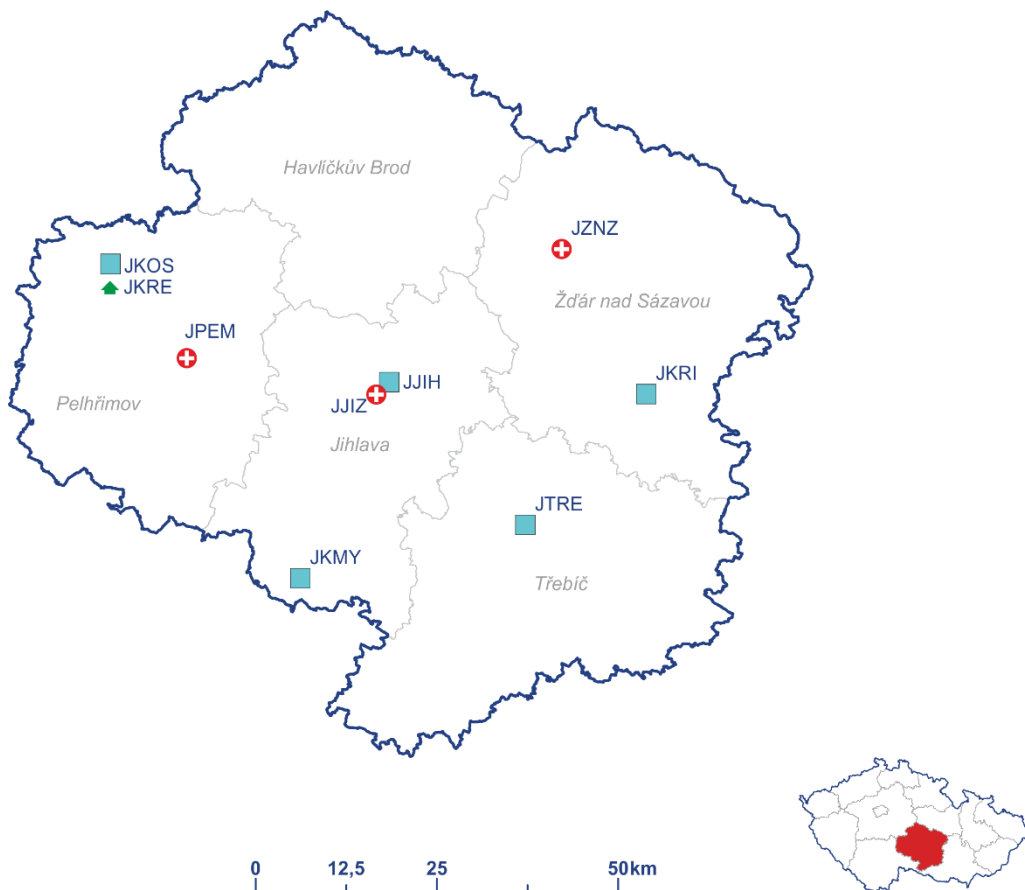 Havlíčkův Brod
JZNZ
JKOS
JKRE
Žďár nad Sázavou
JPEM
JJIH
JKRI
JJIZ
Pelhřimov
Jihlava
JTRE
JKMY
Třebíč
0 12,5 25 50km